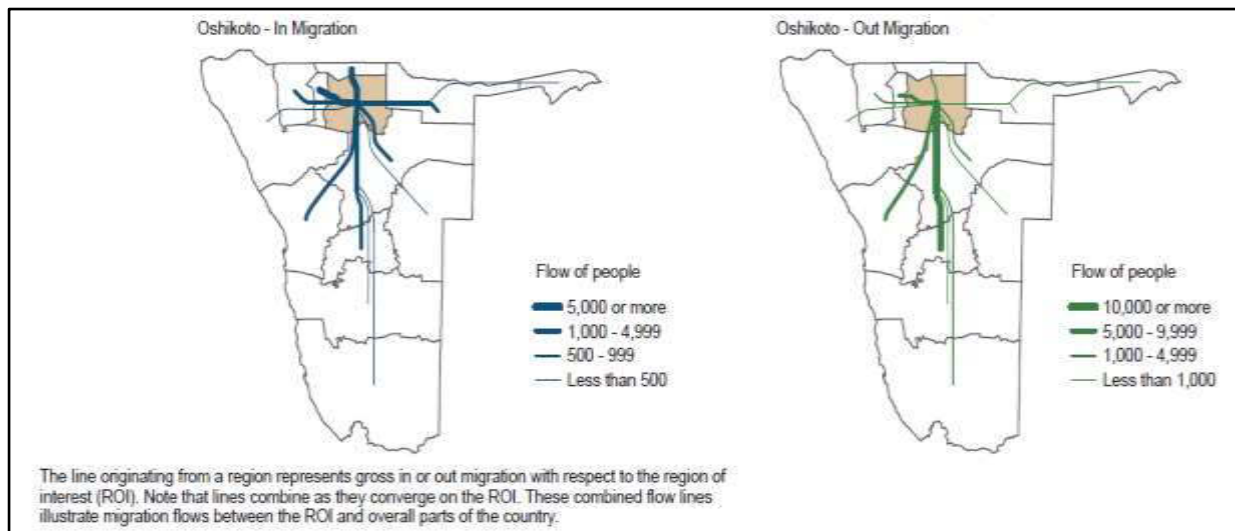 Oshikoto - In Migration
Oshikoto - Out Migration
Flow of people
5,000 or more
1,000 - 4,999
500 - 999
Less than 500
Flow of people
10,000 or more
5,000 - 9,999
1,000 - 4,999
Less than 1,000
The line originating from a region represents gross in or out migration with respect to the region of
interest (ROI). Note that lines combine as they converge on the ROI. These combined flow lines
illustrate migration flows between the ROI and overall parts of the country.